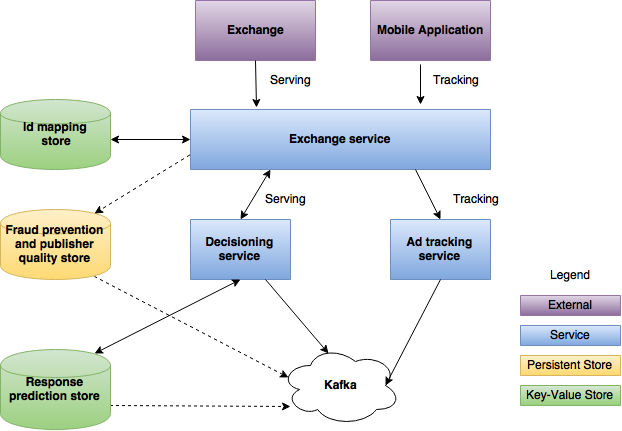 Exchange
Mobile Application
Serving
Tracking
Id mapping
store
Exchange service
Serving
Tracking
Fraud prevention
and publisher
quality store
Decisioning
service
Ad tracking
service
Legend
External
Service
Persistent Store
Key-Value Store
Response
prediction store
Kafka